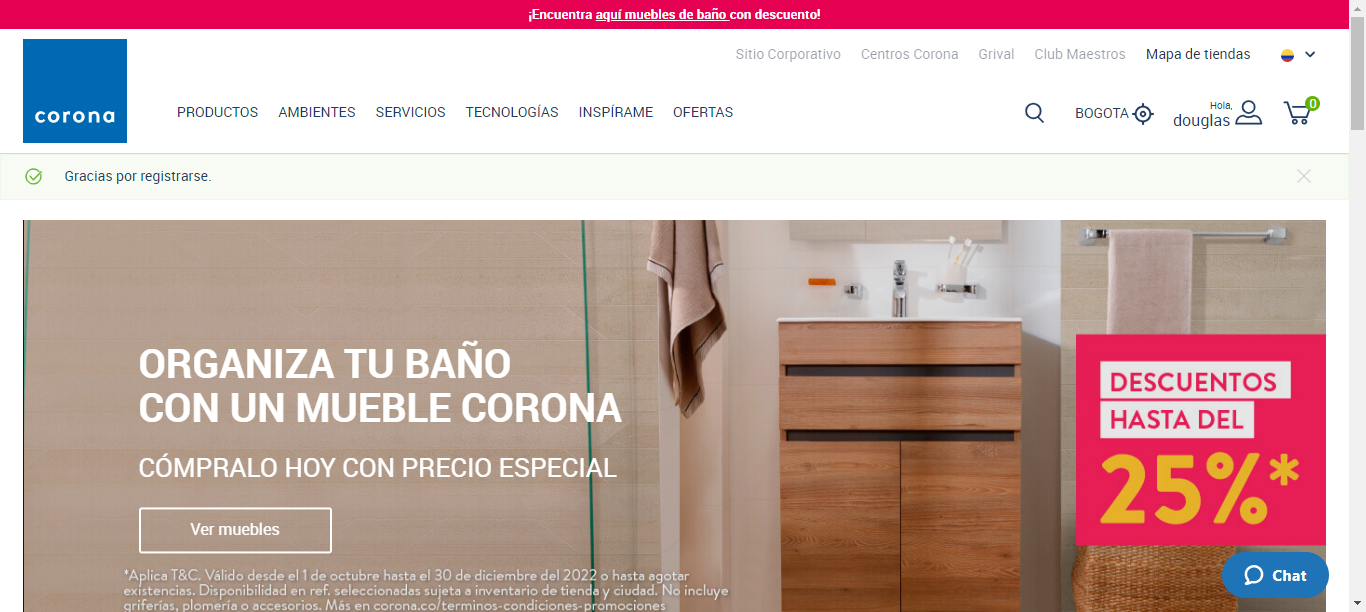 ¡Encuentra aquí muebles de baño con descuento!
Sitio Corporativo Centros Corona Grival Club Maestros Mapa de tiendas
corona
PRODUCTOS AMBIENTES SERVICIOS TECNOLOGÍAS INSPÍRAME OFERTAS
BOGOTA
Hola,
douglas
0
Gracias por registrarse.
ORGANIZA TU BAÑO
CON UN MUEBLE CORONA
CÓMPRALO HOY CON PRECIO ESPECIAL
Ver muebles
*Aplica T&C. Válido desde el 1 de octubre hasta el 30 de diciembre del 2022 o hasta agotar
existencias. Disponibilidad en ref. seleccionadas sujeta a inventario de tienda y ciudad. No incluye
griferías, plomería o accesorios. Más en corona.co/terminos-condiciones-promociones
DESCUENTOS
HASTA DEL
25%*
Chat